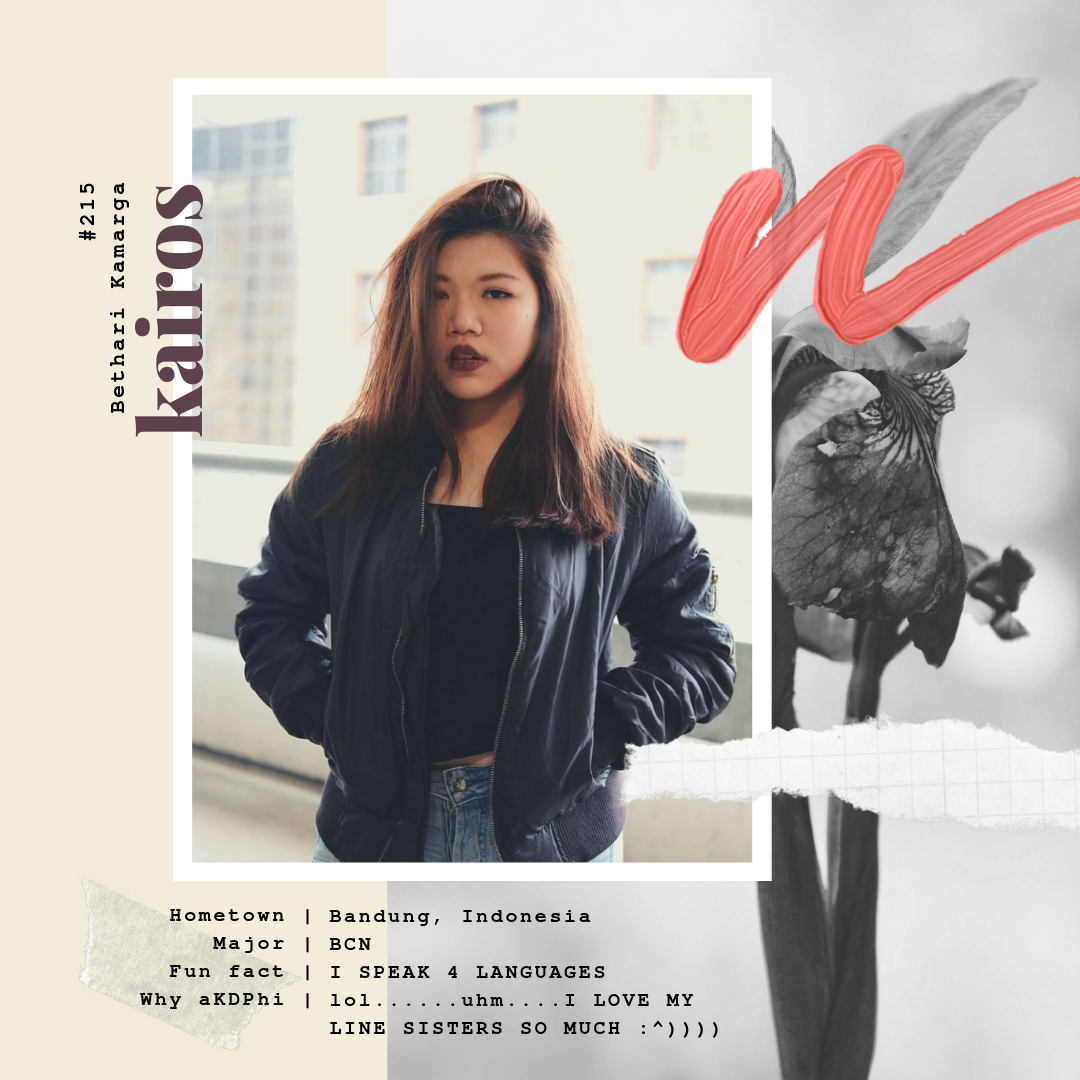 #215
Bethari Kamarga
kairos
Hometown | Bandung, Indonesia
Major | BCN
Fun fact | I SPEAK 4 LANGUAGES
Why aKDPhi | lol......uhm....I LOVE MY
LINE SISTERS SO MUCH :^))))